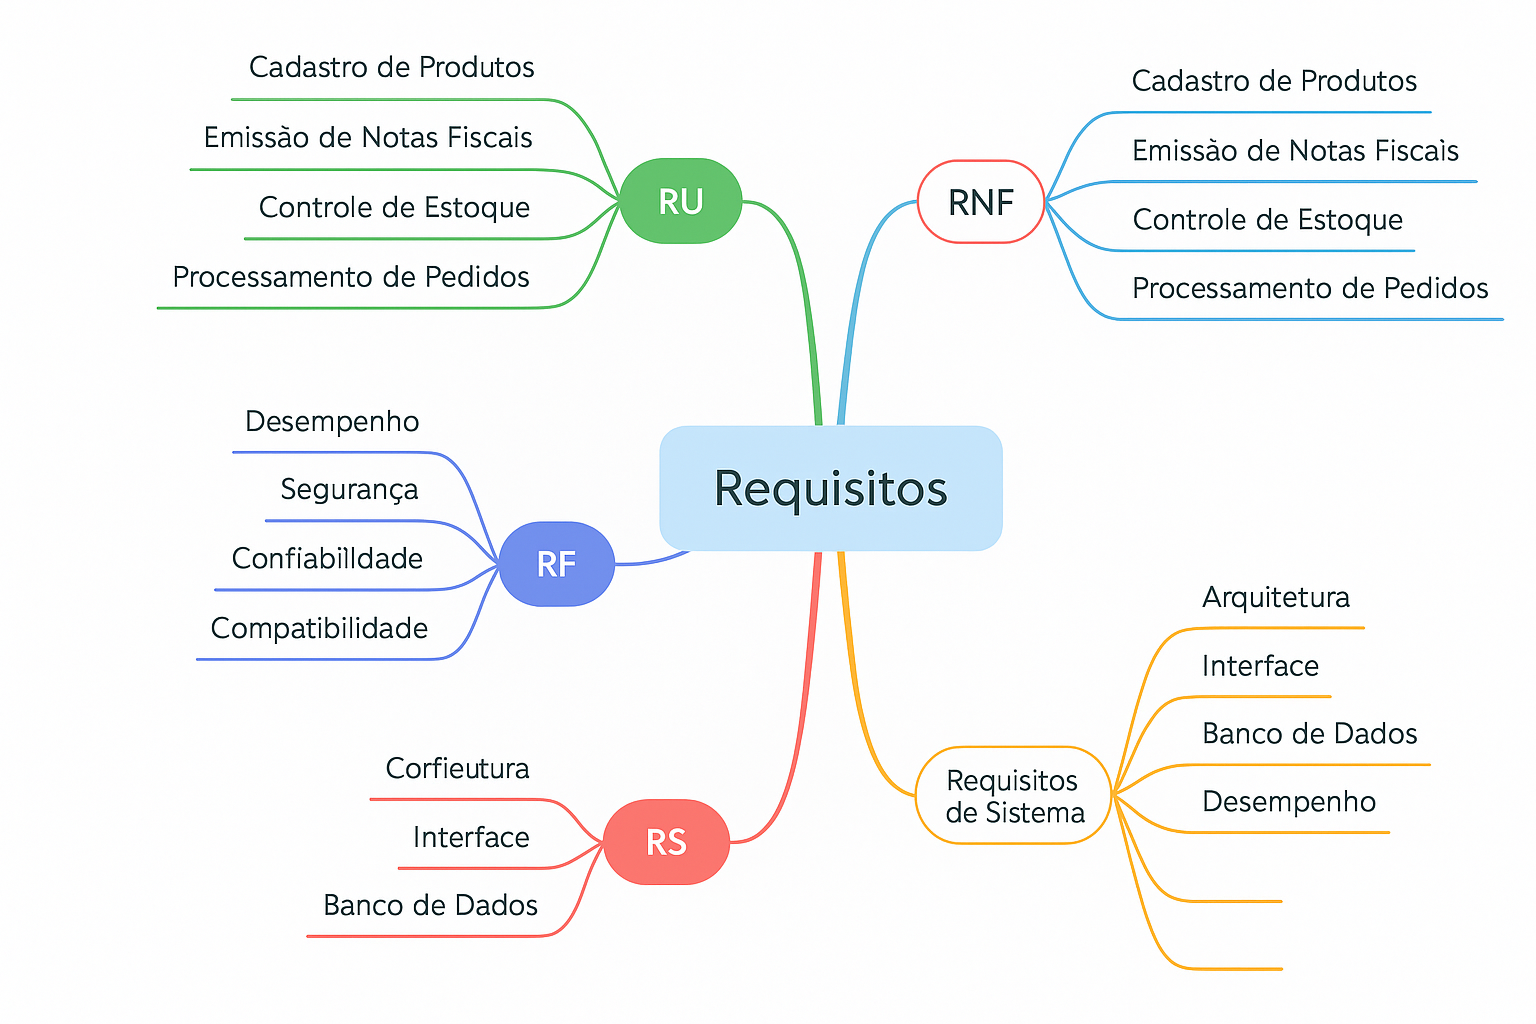 Cadastro de Produtos
Emissào de Notas Fiscais
Controle de Estoque
Processamento de Pedidos
RU
RNF
Cadastro de Produtos
Emissào de Notas Fiscais
Controle de Estoque
Processamento de Pedidos
Requisitos
Desempenho
Segurança
Confiabilldade
Compatibilidade
RF
Corfieutura
Interface
Banco de Dados
RS
Requisitos
de Sistema
Arquitetura
Interface
Banco de Dados
Desempenho